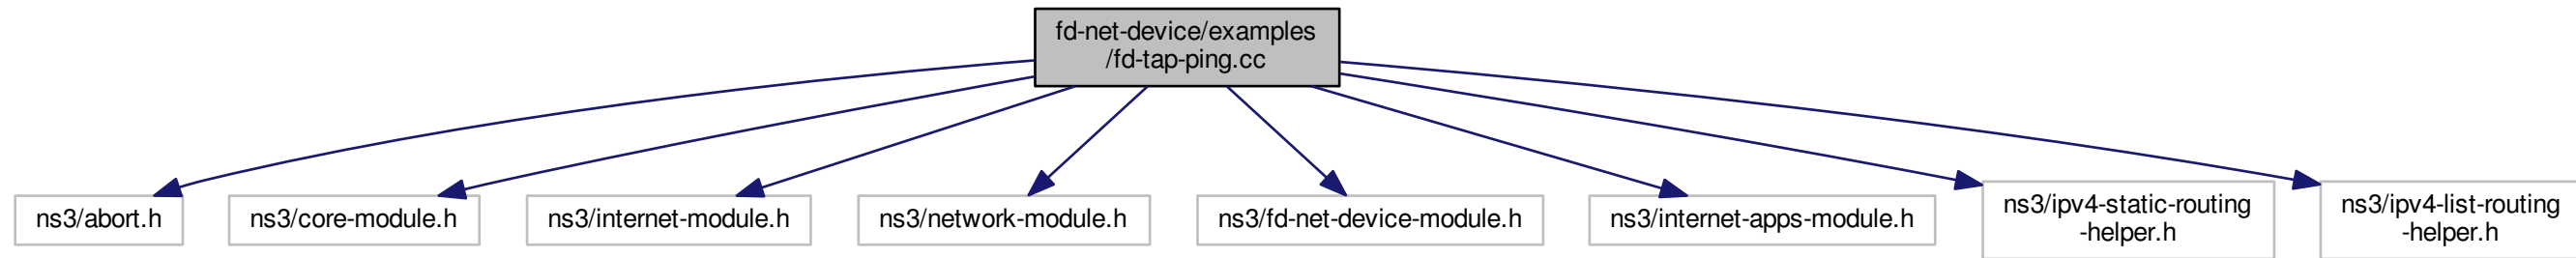 fd-net-device/examples
/fd-tap-ping.cc
ns3/abort.h
ns3/core-module.h
ns3/internet-module.h
ns3/network-module.h
ns3/fd-net-device-module.h
ns3/internet-apps-module.h
ns3/ipv4-static-routing
-helper.h
ns3/ipv4-list-routing
-helper.h